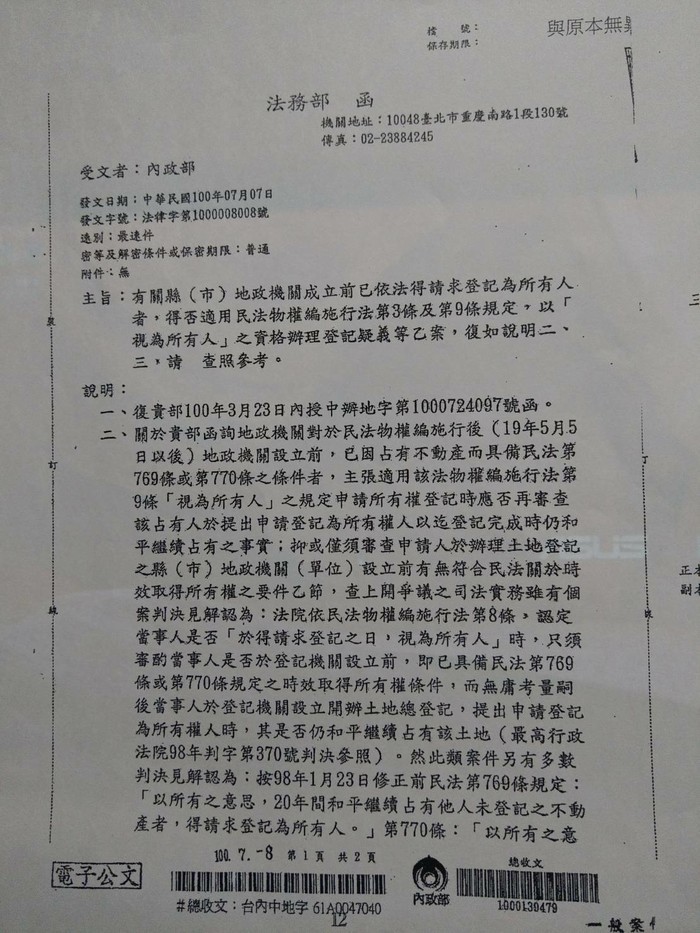 檔　　號：
保存期限：
與原本無
法務部　函
機關地址：10048臺北市重慶南路1段130號
傳真：02-23884245
受文者：內政部
發文日期：中華民國100年07月07日
發文字號：法律字第1000008008號
速別：最速件
密等及解密條件或保密期限：普通
附件：無
主旨：有關縣（市）地政機關成立前已依法得請求登記為所有人
者，得否適用民法物權編施行法第3條及第9條規定，以「
視為所有人」之資格辦理登記疑義等乙案，復如說明二、
三，請　查照參考。
說明：
一、復貴部100年3月23日內授中辦地字第1000724097號函。
二、關於貴部函詢地政機關對於民法物權編施行後（19年5月5
日以後）地政機關設立前，已因占有不動產而具備民法第
769條或第770條之條件者，主張適用該法物權編施行法第
9條「視為所有人」之規定申請所有權登記時應否再審查
該占有人於提出申請登記為所有權人以迄登記完成時仍和
平繼續占有之事實；抑或僅須審查申請人於辦理土地登記
之縣（市）地政機關（單位）設立前有無符合民法關於時
效取得所有權之要件乙節，查上開爭議之司法實務雖有個
案判決見解認為：法院依民法物權編施行法第8條，認定
當事人是否「於得請求登記之日，視為所有人」時，只須
審酌當事人是否於登記機關設立前，即已具備民法第769
條或第770條規定之時效取得所有權條件，而無庸考量嗣
後當事人於登記機關設立開辦土地總登記，提出申請登記
為所有權人時，其是否仍和平繼續占有該土地（最高行政
法院98年判字第370號判決參照）。然此類案件另有多數
判決見解認為：按98年1月23日修正前民法第769條規定：
「以所有之意思，20年間和平繼續占有他人未登記之不動
產者，得請求登記為所有人。」第770條：「以所有之意
裝
訂
線
三
丁
正本
副本
100. 7. -8　第1頁　共2頁
電子公文
#總收文：台內中地字 61A0047040
12
內政部
總收文
1000139479
一般案